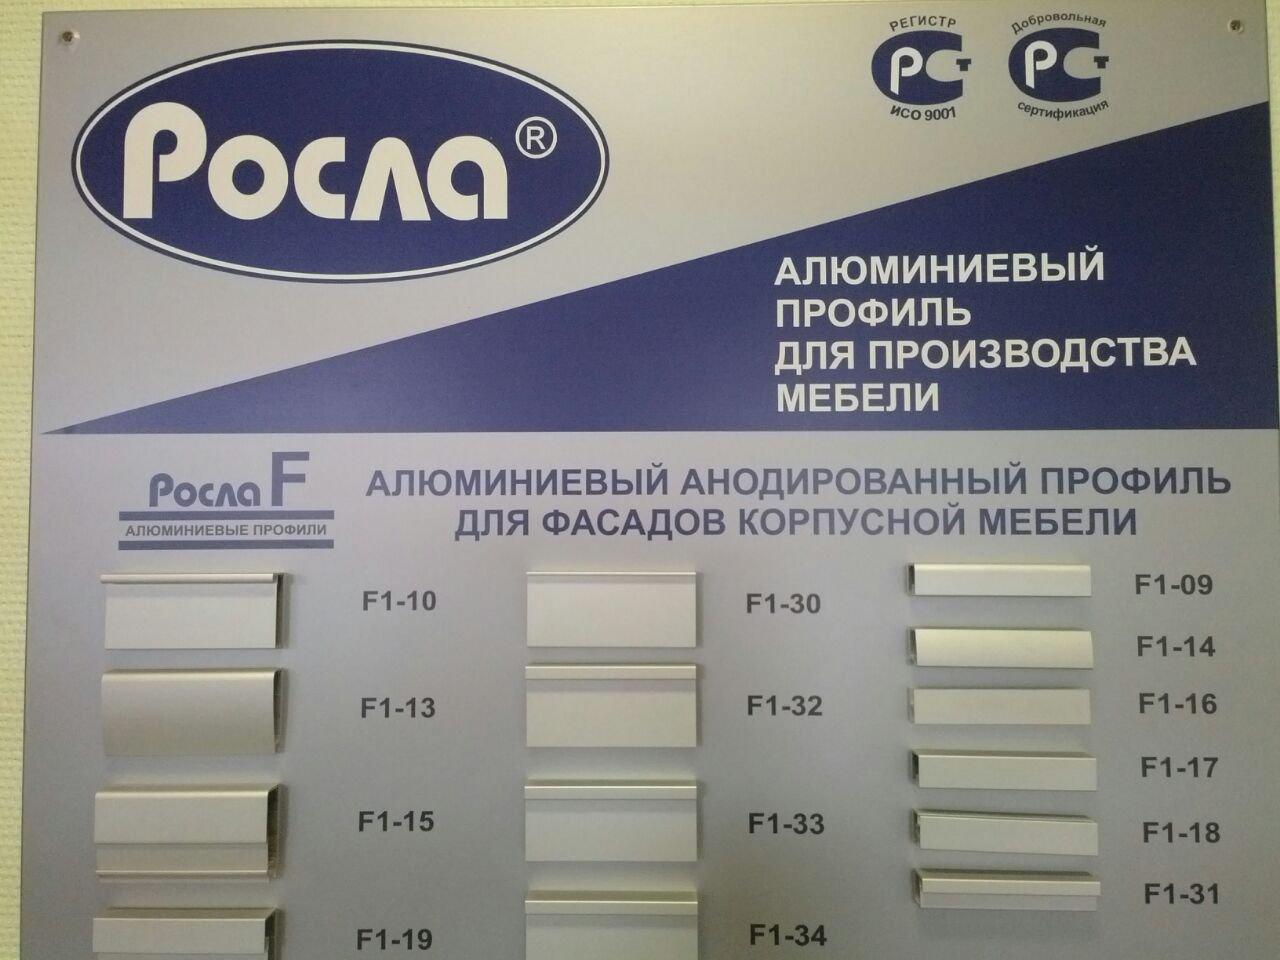 Росла®
РЕГИСТР
РСТ
ИСО 9001
Добровольная
РСТ
сертификация
АЛЮМИНИЕВЫЙ
ПРОФИЛЬ
ДЛЯ ПРОИЗВОДСТВА
МЕБЕЛИ
Росла F
АЛЮМИНИЕВЫЕ ПРОФИЛИ
АЛЮМИНИЕВЫЙ АНОДИРОВАННЫЙ ПРОФИЛЬ
ДЛЯ ФАСАДОВ КОРПУСНОЙ МЕБЕЛИ
F1-10
F1-13
F1-15
F1-19
F1-30
F1-32
F1-33
F1-34
F1-09
F1-14
F1-16
F1-17
F1-18
F1-31